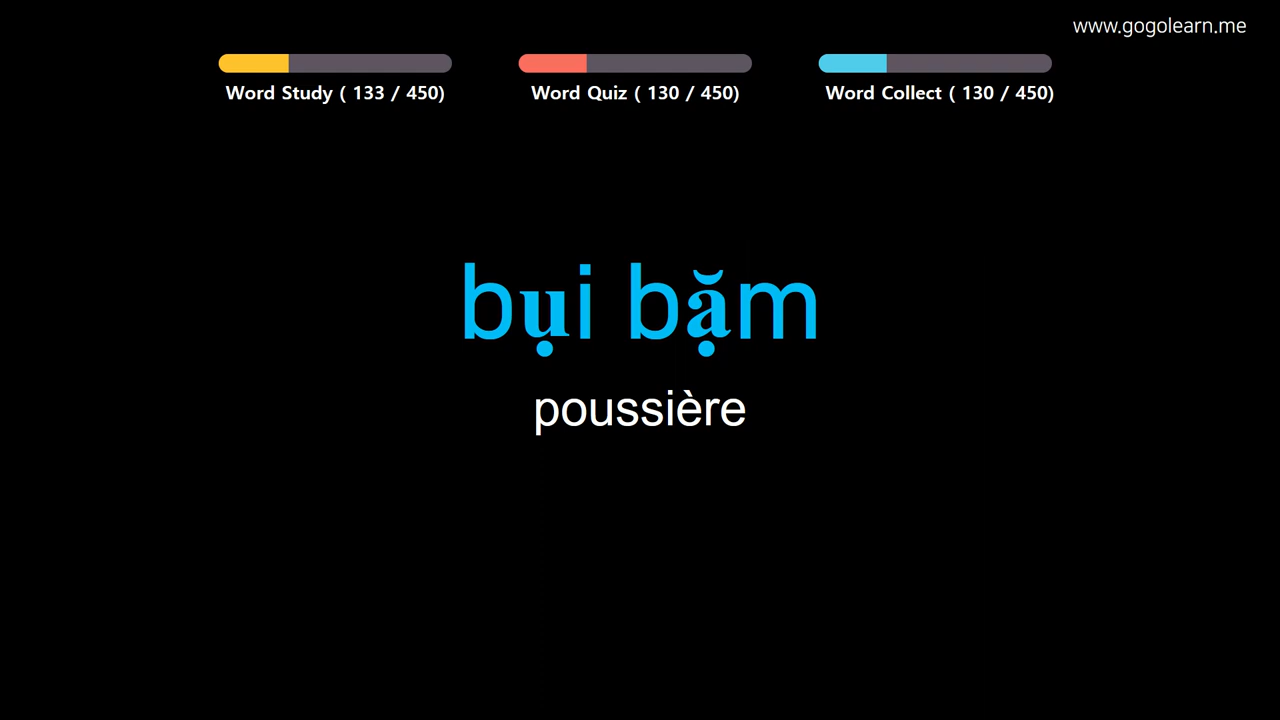 www.gogolearn.me
Word Study ( 133 / 450)
Word Quiz ( 130 / 450)
Word Collect ( 130 / 450)
bụi bặm
poussière